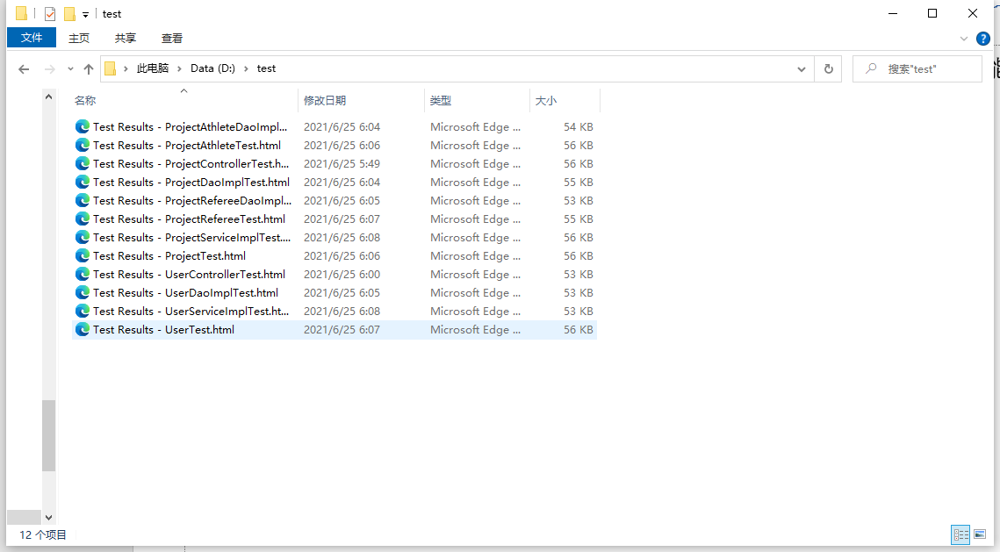 test
文件 主页 共享 查看
此电脑 Data (D:) test 搜索"test"
名称 修改日期 类型 大小
Test Results - ProjectAthleteDaoImpl... 2021/6/25 6:04 Microsoft Edge ... 54 KB
Test Results - ProjectAthleteTest.html 2021/6/25 6:06 Microsoft Edge ... 56 KB
Test Results - ProjectControllerTest.h... 2021/6/25 5:49 Microsoft Edge ... 56 KB
Test Results - ProjectDaoImplTest.html 2021/6/25 6:04 Microsoft Edge ... 55 KB
Test Results - ProjectRefereeDaoImpl... 2021/6/25 6:05 Microsoft Edge ... 53 KB
Test Results - ProjectRefereeTest.html 2021/6/25 6:07 Microsoft Edge ... 55 KB
Test Results - ProjectServiceImplTest.... 2021/6/25 6:08 Microsoft Edge ... 56 KB
Test Results - ProjectTest.html 2021/6/25 6:06 Microsoft Edge ... 56 KB
Test Results - UserControllerTest.html 2021/6/25 6:00 Microsoft Edge ... 53 KB
Test Results - UserDaoImplTest.html 2021/6/25 6:05 Microsoft Edge ... 53 KB
Test Results - UserServiceImplTest.ht... 2021/6/25 6:08 Microsoft Edge ... 53 KB
Test Results - UserTest.html 2021/6/25 6:07 Microsoft Edge ... 56 KB
12 个项目